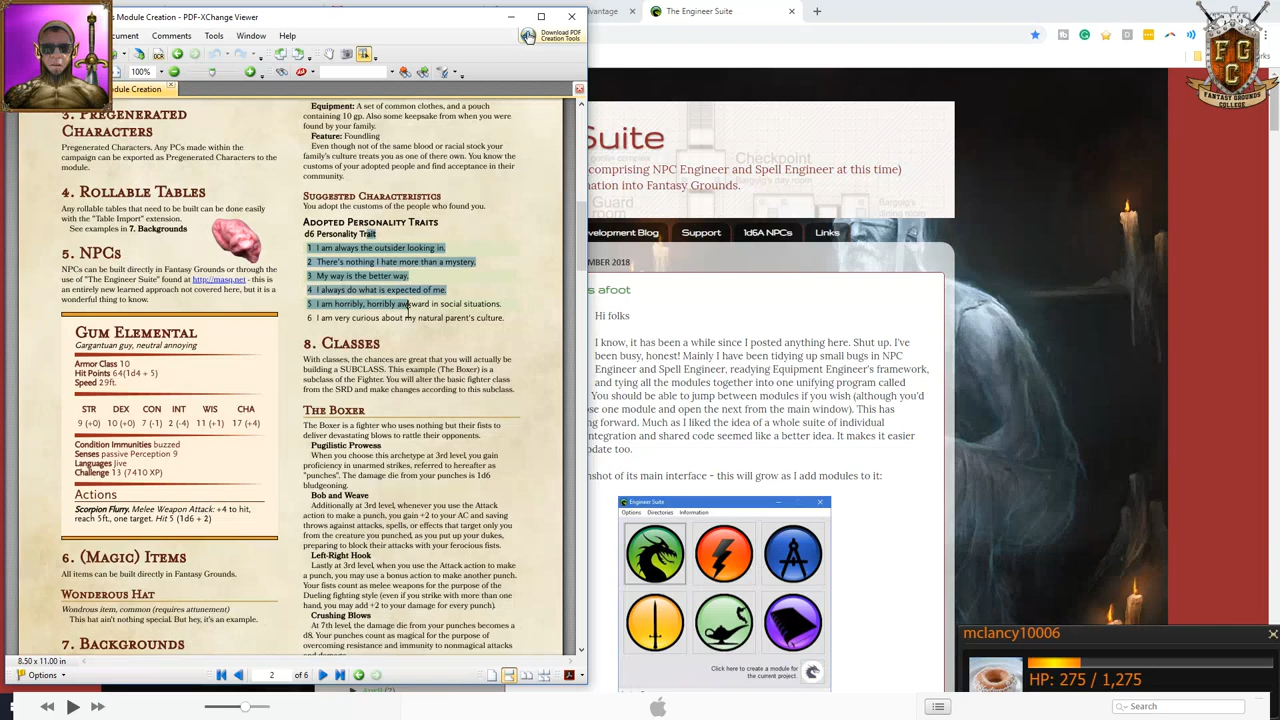 s Module Creation - PDF-XChange Viewer
cument Comments Tools Window Help
Download PDF
Creation Tools
100%
dule Creation
3. Pregenerated
Characters
Pregenerated Characters. Any PCs made within the
campaign can be exported as Pregenerated Characters to the
module.
4. Rollable Tables
Any rollable tables that need to be built can be done easily
with the "Table Import" extension.
See examples in 7. Backgrounds
5. NPCs
NPCs can be built directly in Fantasy Grounds or through the
use of "The Engineer Suite" found at http://masq.net - this is
an entirely new learned approach not covered here, but it is a
wonderful thing to know.
Gum Elemental
Gargantuan guy, neutral annoying
Armor Class 10
Hit Points 64(1d4 + 5)
Speed 29ft.
STR DEX CON INT WIS CHA
9 (+0) 10 (+0) 7 (-1) 2 (-4) 11 (+1) 17 (+4)
Condition Immunities buzzed
Senses passive Perception 9
Languages Jive
Challenge 13 (7410 XP)
Actions
Scorpion Flurry. Melee Weapon Attack: +4 to hit,
reach 5ft., one target. Hit 5 (1d6 + 2)
6. (Magic) Items
All items can be built directly in Fantasy Grounds.
Wonderous Hat
Wondrous item, common (requires attunement)
This hat ain't nothing special. But hey, it's an example.
7. Backgrounds
Equipment: A set of common clothes, and a pouch
containing 10 gp. Also some keepsake from when you were
found by your family.
Feature: Foundling
Even though not of the same blood or racial stock your
family's culture treats you as one of there own. You know the
customs of your adopted people and find acceptance in their
community.
Suggested Characteristics
You adopt the customs of the people who found you.
Adopted Personality Traits
d6 Personality Trait
1 I am always the outsider looking in.
2 There's nothing I hate more than a mystery.
3 My way is the better way.
4 I always do what is expected of me.
5 I am horribly, horribly awkward in social situations.
6 I am very curious about my natural parent's culture.
8. Classes
With classes, the chances are great that you will actually be
building a SUBCLASS. This example (The Boxer) is a
subclass of the Fighter. You will alter the basic fighter class
from the SRD and make changes according to this subclass.
The Boxer
The Boxer is a fighter who uses nothing but their fists to
deliver devastating blows to rattle their opponents.
Pugilistic Prowess
When you choose this archetype at 3rd level, you gain
proficiency in unarmed strikes, referred to hereafter as
"punches". The damage die from your punches is 1d6
bludgeoning.
Bob and Weave
Additionally at 3rd level, whenever you use the Attack
action to make a punch, you gain +2 to your AC and saving
throws against attacks, spells, or effects that target only you
from the creature you punched, as you put up your dukes,
preparing to block their attacks with your ferocious fists.
Left-Right Hook
Lastly at 3rd level, when you use the Attack action to make
a punch, you may use a bonus action to make another punch.
Your fists count as melee weapons for the purpose of the
Dueling fighting style (even if you strike with more than one
hand, you may add +2 to your damage for every punch).
Crushing Blows
At 7th level, the damage die from your punches becomes a
d8. Your punches count as magical for the purpose of
overcoming resistance and immunity to nonmagical attacks
and damage.
8.50 x 11.00 in
Options
2 of 6
dvantage
The Engineer Suite
FGC
FANTASY GROUNDS
COLLEGE
Suite
comprising NPC Engineer and Spell Engineer at this time)
nation into Fantasy Grounds.
Checkpoint
Bargug's day room
Guard
room
Development Blog Support 1d6A NPCs Links
MBER 2018
s afoot
Hi folks
I know, it has been a while since I posted anything here. Shut up. I've
been busy, honest! Mainly I have been tidying up small bugs in NPC
Engineer and Spell Engineer, readying Equipment Engineer's framework,
and tying all the modules together into one unifying program called
You should be able to jump between modules if you wish (although you'd
se one module and open the next from the main window). This has
ng forward. Much as I liked the idea of a whole suite of individual
integration and shared code seemed like a better idea. It makes it easier
pdate too.
nshot of its main interface - this will grow as I add modules to it:
Engineer Suite
Options Directories Information
Click here to create a module for
the current project.
mclancy10006
HP: 275 / 1,275
Search